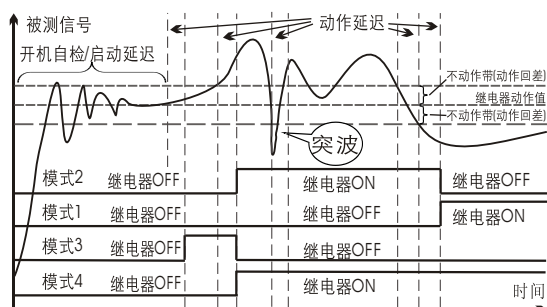 被测信号
动作延迟
开机自检/启动延迟
不动作带(动作回差)
继电器动作值
不动作带(动作回差)
突波
模式2 继电器OFF 继电器ON 继电器OFF
模式1 继电器OFF 继电器OFF 继电器ON
模式3 继电器OFF 继电器OFF
模式4 继电器OFF 继电器ON
时间